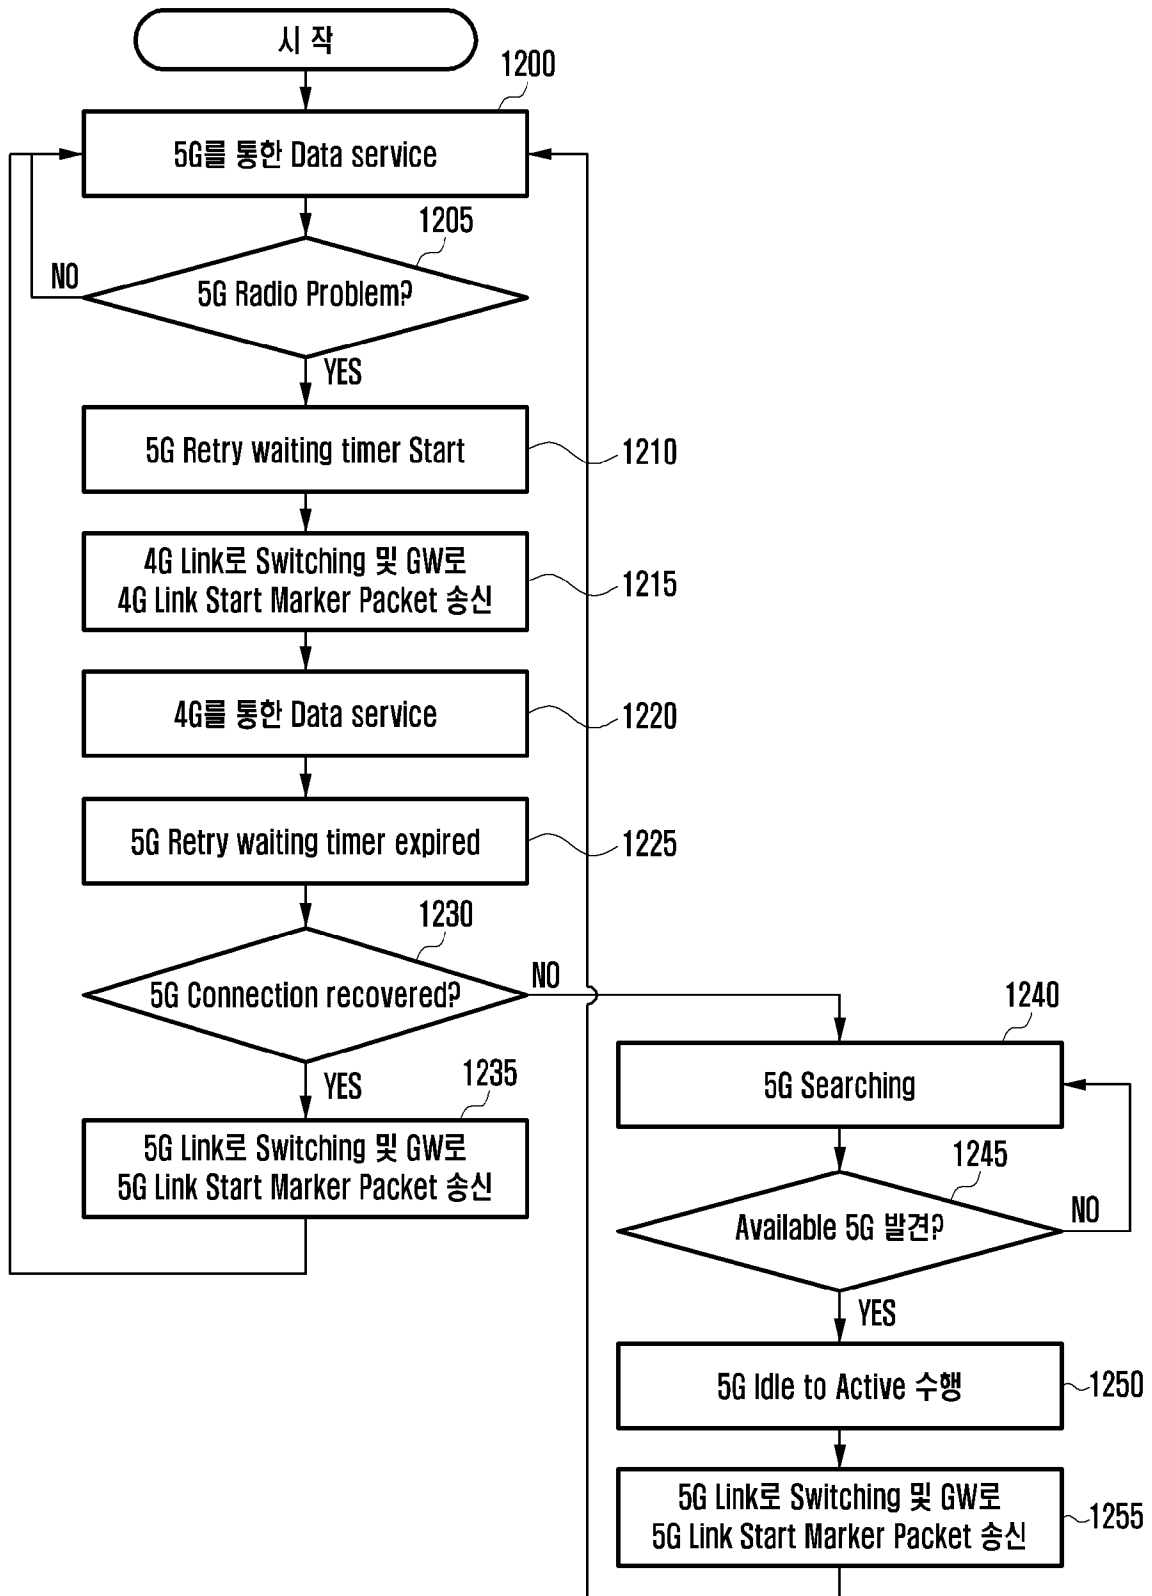 시 작
1200
5G를 통한 Data service
1205
NO
5G Radio Problem?
YES
5G Retry waiting timer Start
1210
4G Link로 Switching 및 GW로
4G Link Start Marker Packet 송신
1215
4G를 통한 Data service
1220
5G Retry waiting timer expired
1225
1230
5G Connection recovered?
NO
YES
1235
5G Link로 Switching 및 GW로
5G Link Start Marker Packet 송신
1240
5G Searching
1245
Available 5G 발견?
NO
YES
5G Idle to Active 수행
1250
5G Link로 Switching 및 GW로
5G Link Start Marker Packet 송신
1255